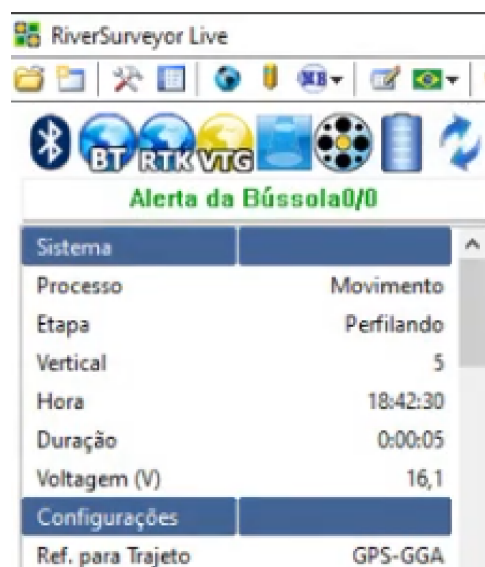 RiverSurveyor Live
MB
BT RTK VTG
Alerta da Bússola0/0
Sistema
Processo Movimento
Etapa Perfilando
Vertical 5
Hora 18:42:30
Duração 0:00:05
Voltagem (V) 16,1
Configurações
Ref. para Trajeto GPS-GGA